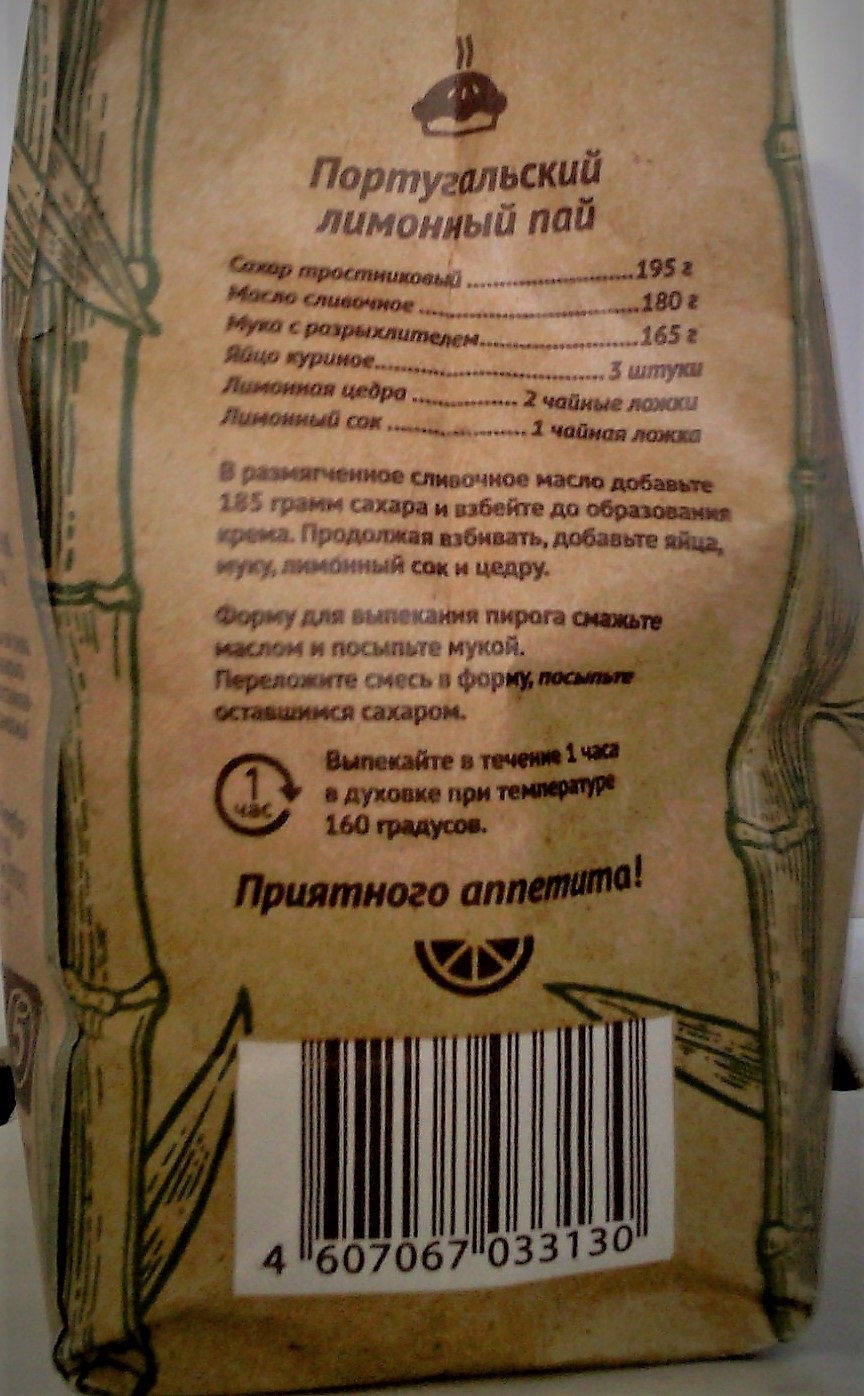 Португальский
лимонный пай
Сахар тростниковый ........................ 195 г
Масло сливочное ................................ 180 г
Мука с разрыхлителем ........................ 165 г
Яйцо куриное .................................... 3 штуки
Лимонная цедра ................ 2 чайные ложки
Лимонный сок .................... 1 чайная ложка
В размягченное сливочное масло добавьте
185 грамм сахара и взбейте до образования
крема. Продолжая взбивать, добавьте яйца,
муку, лимонный сок и цедру.
Форму для выпекания пирога смажьте
маслом и посыпьте мукой.
Переложите смесь в форму, посыпьте
оставшимся сахаром.
1
час
Выпекайте в течение 1 часа
в духовке при температуре
160 градусов.
Приятного аппетита!
4 607067 033130